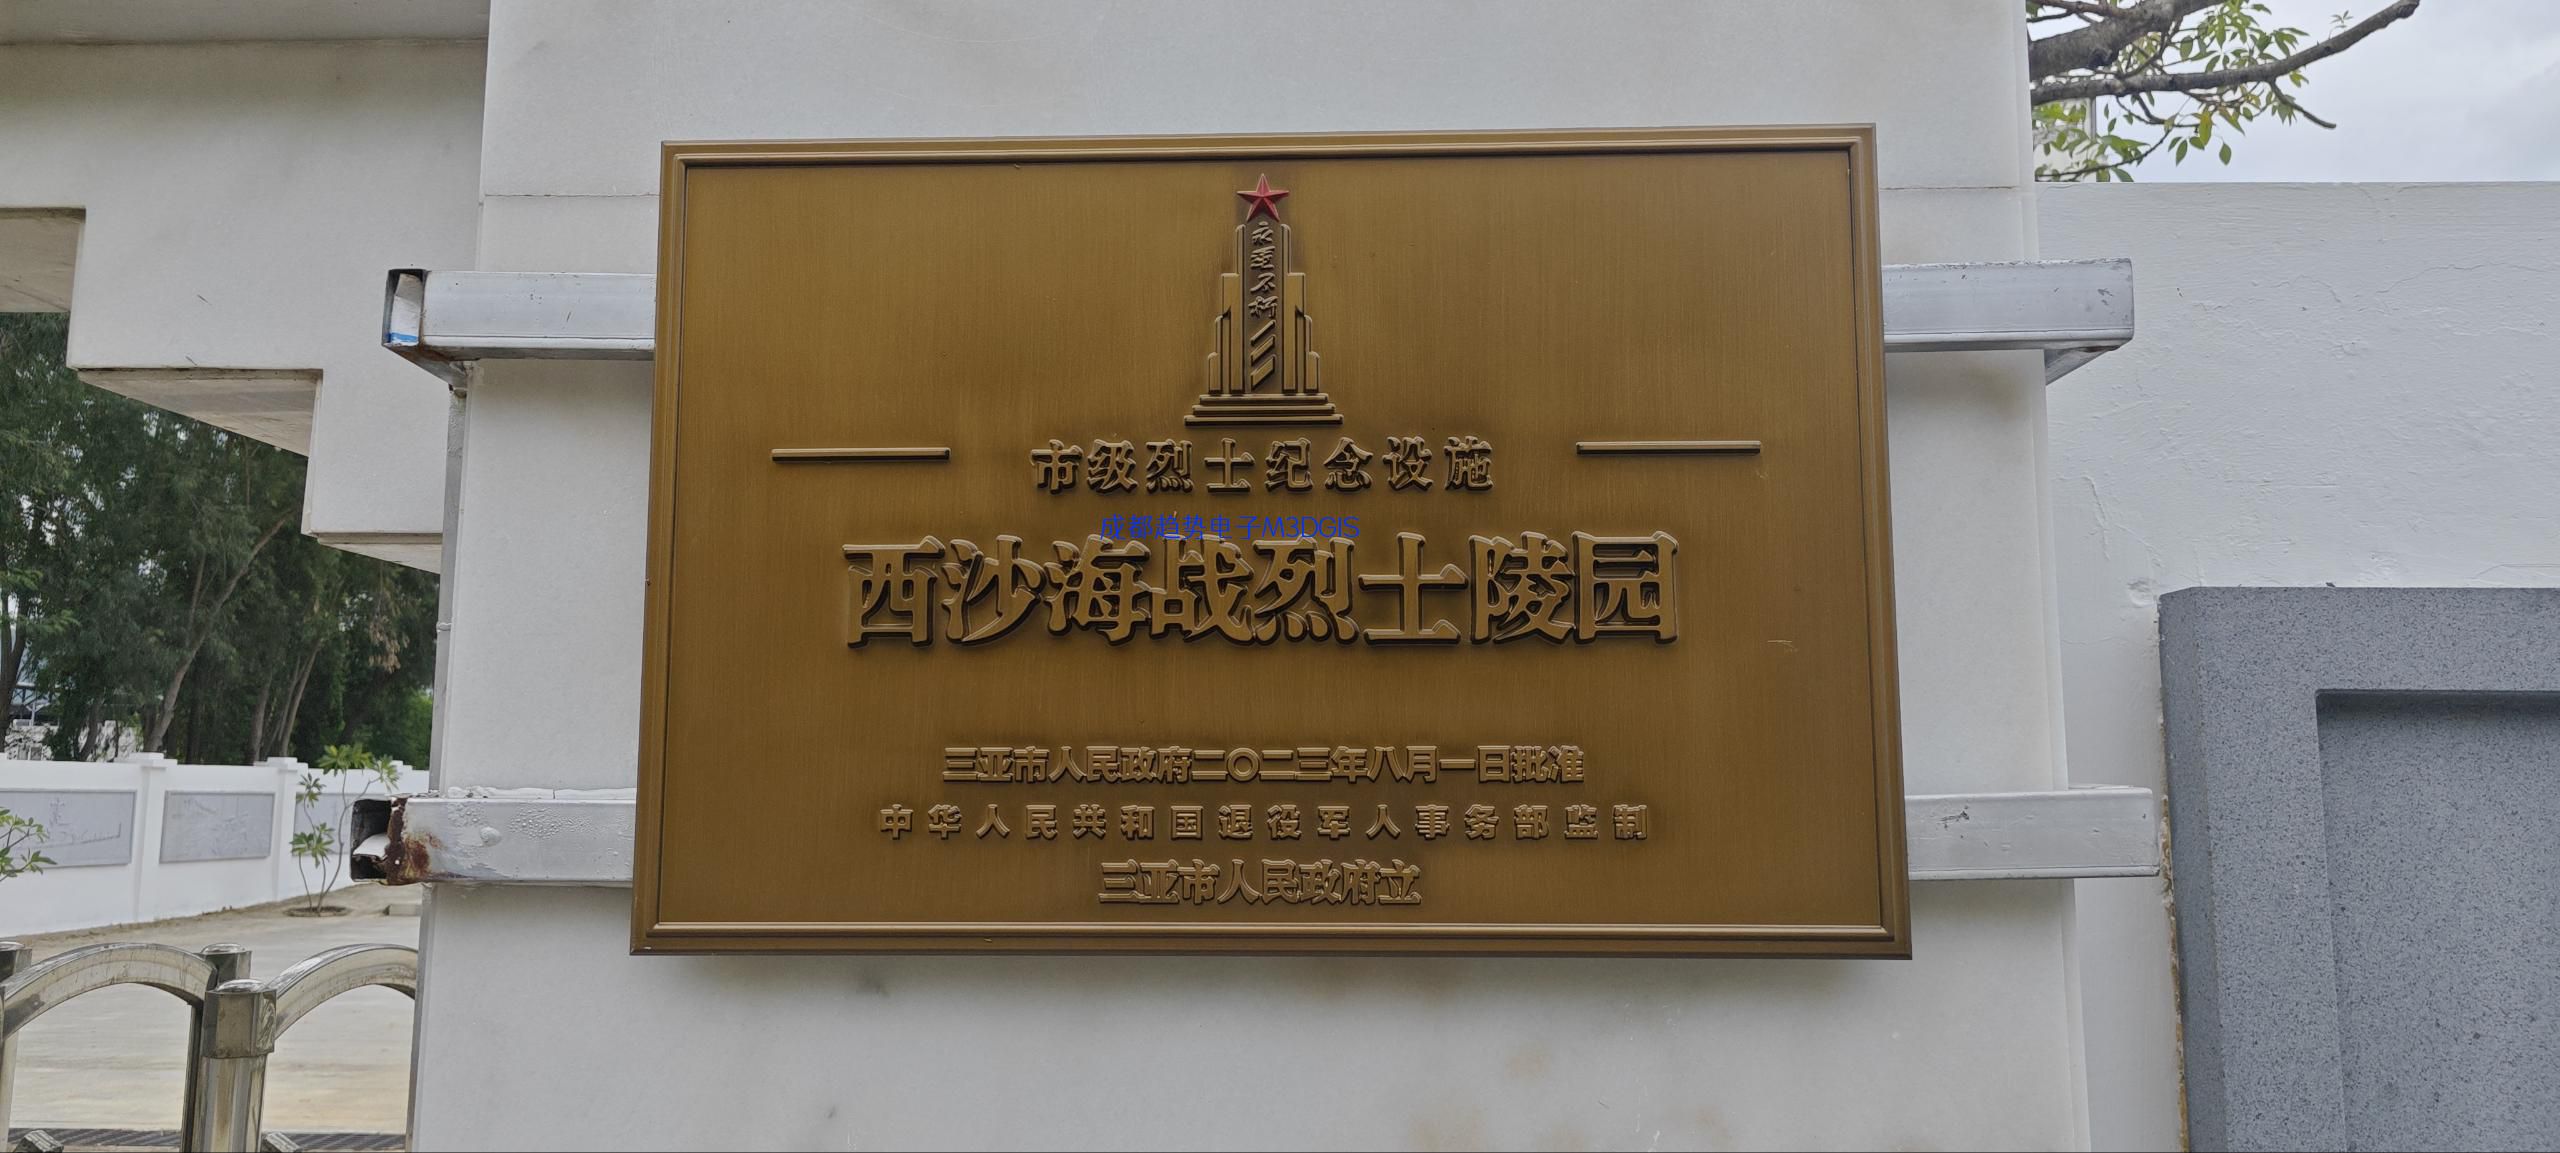 永垂不朽
市级烈士纪念设施
成都趋势电子M3DGIS
西沙海战烈士陵园
三亚市人民政府二〇二三年八月一日批准
中华人民共和国退役军人事务部监制
三亚市人民政府立